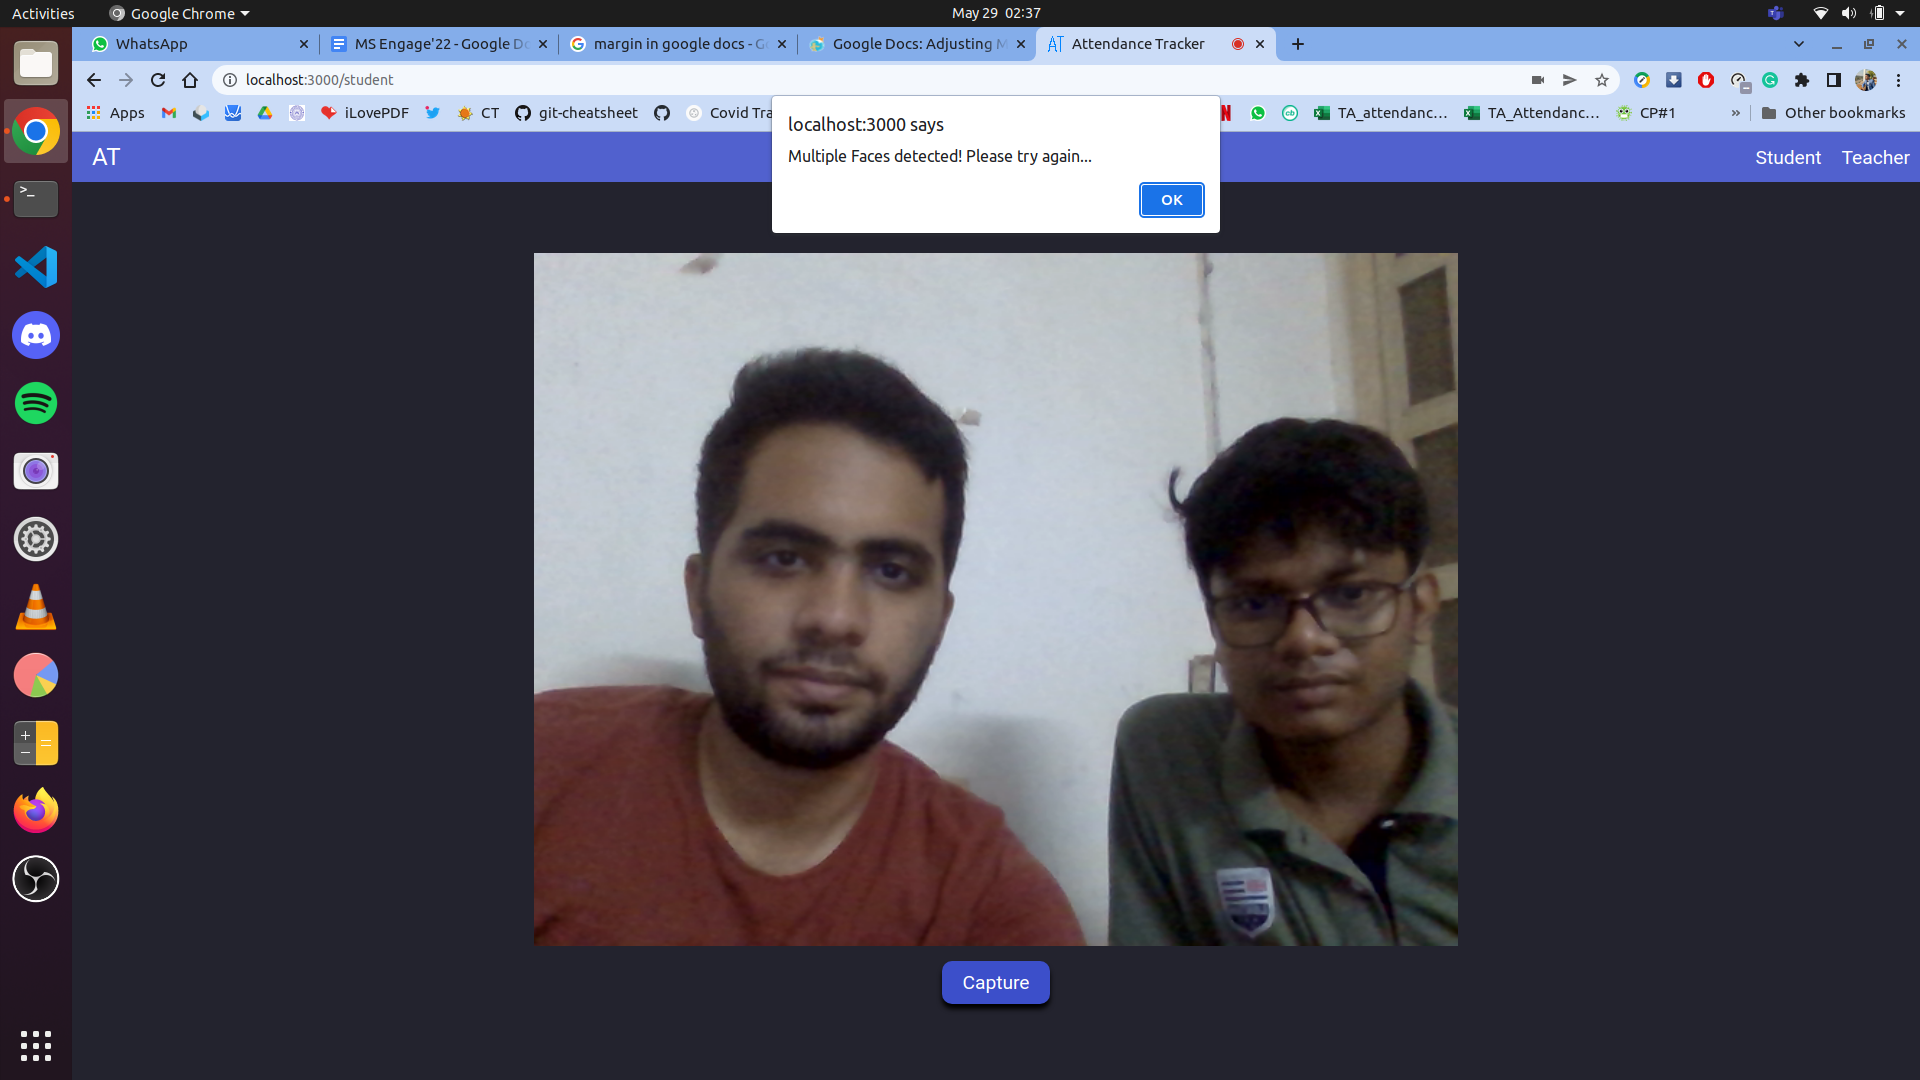 Activities
Google Chrome
May 29 02:37
WhatsApp
MS Engage'22 - Google Do
margin in google docs - Go
Google Docs: Adjusting M
Attendance Tracker
localhost:3000/student
Apps
iLovePDF
CT
git-cheatsheet
Covid Tra
TA_attendanc...
TA_Attendanc...
CP#1
»
Other bookmarks
localhost:3000 says
Multiple Faces detected! Please try again...
OK
AT
Student
Teacher
Capture